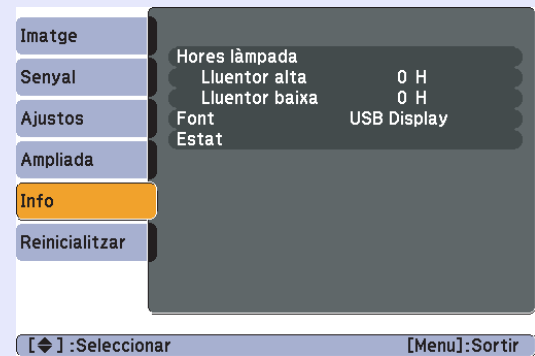 Imatge
Senyal
Ajustos
Ampliada
Info
Reinicialitzar
Hores làmpada
Lluentor alta 0 H
Lluentor baixa 0 H
Font USB Display
Estat
[◆] :Seleccionar [Menu]:Sortir